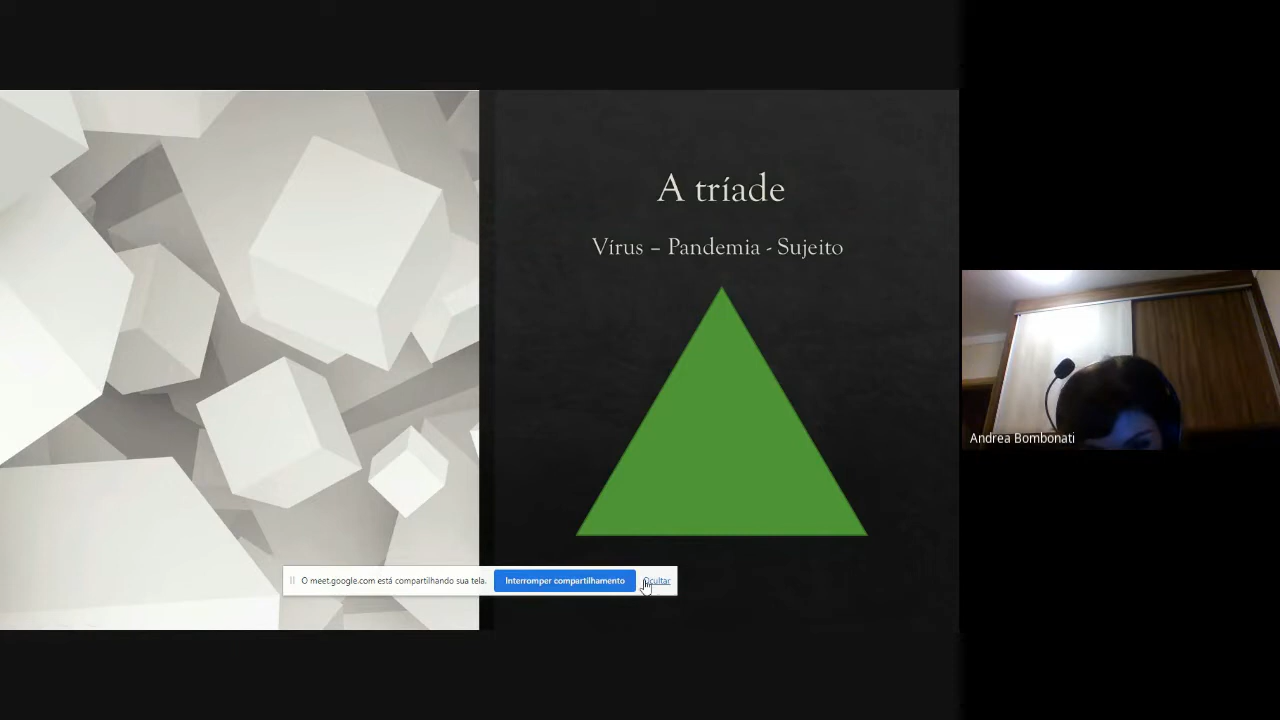 A tríade
Vírus – Pandemia - Sujeito
O meet.google.com está compartilhando sua tela.
Interromper compartilhamento
Ocultar
Andrea Bombonati